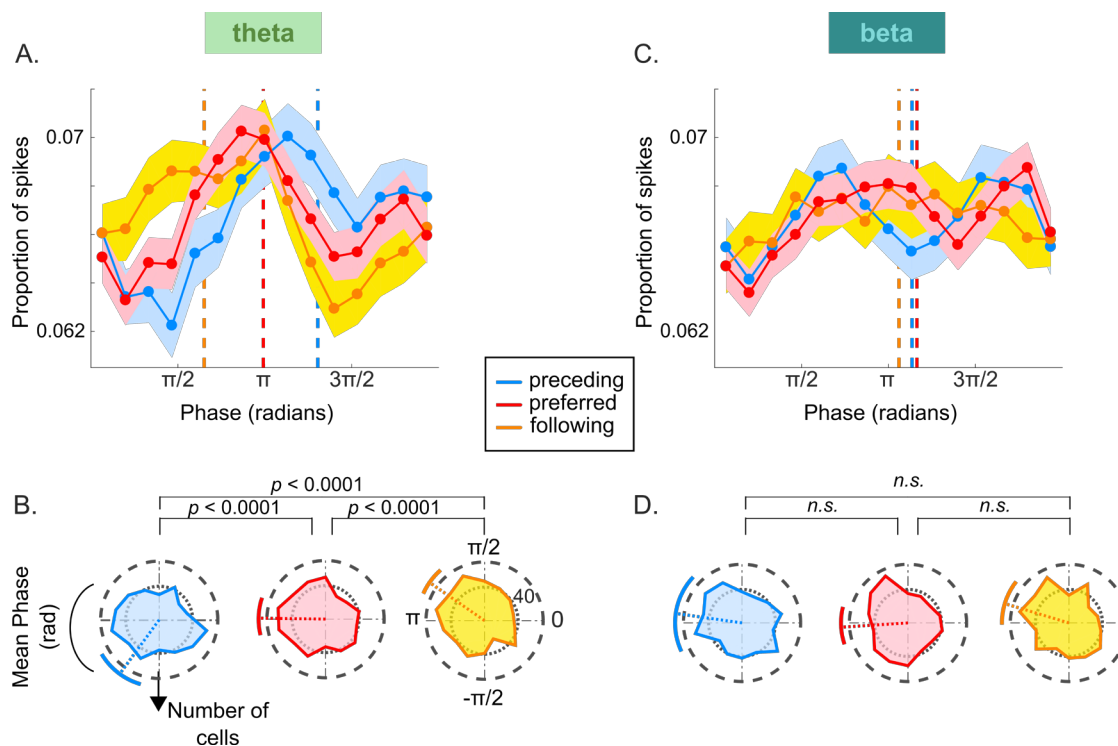 theta
beta
A.
C.
Proportion of spikes
0.07
0.062
π/2
π
3π/2
Phase (radians)
Proportion of spikes
0.07
0.062
π/2
π
3π/2
Phase (radians)
preceding
preferred
following
B.
p < 0.0001
p < 0.0001
p < 0.0001
Mean Phase
(rad)
π/2
40
π
0
-π/2
Number of
cells
D.
n.s.
n.s.
n.s.